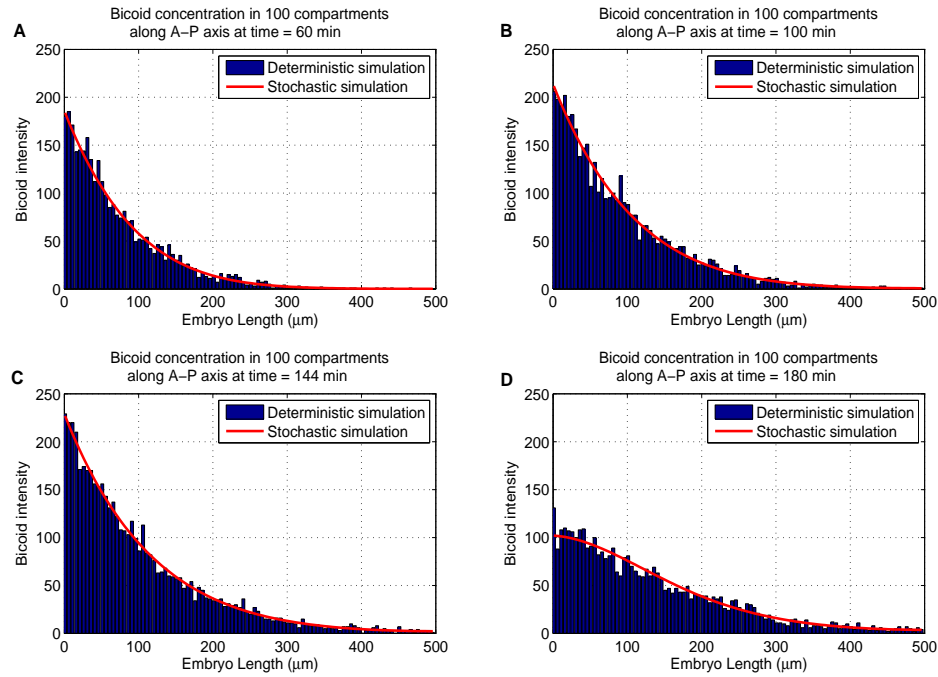 A
Bicoid concentration in 100 compartments
along A−P axis at time = 60 min
Deterministic simulation
Stochastic simulation
Bicoid intensity
250
200
150
100
50
0
0 100 200 300 400 500
Embryo Length (μm)
B
Bicoid concentration in 100 compartments
along A−P axis at time = 100 min
Deterministic simulation
Stochastic simulation
Bicoid intensity
250
200
150
100
50
0
0 100 200 300 400 500
Embryo Length (μm)
C
Bicoid concentration in 100 compartments
along A−P axis at time = 144 min
Deterministic simulation
Stochastic simulation
Bicoid intensity
250
200
150
100
50
0
0 100 200 300 400 500
Embryo Length (μm)
D
Bicoid concentration in 100 compartments
along A−P axis at time = 180 min
Deterministic simulation
Stochastic simulation
Bicoid intensity
250
200
150
100
50
0
0 100 200 300 400 500
Embryo Length (μm)